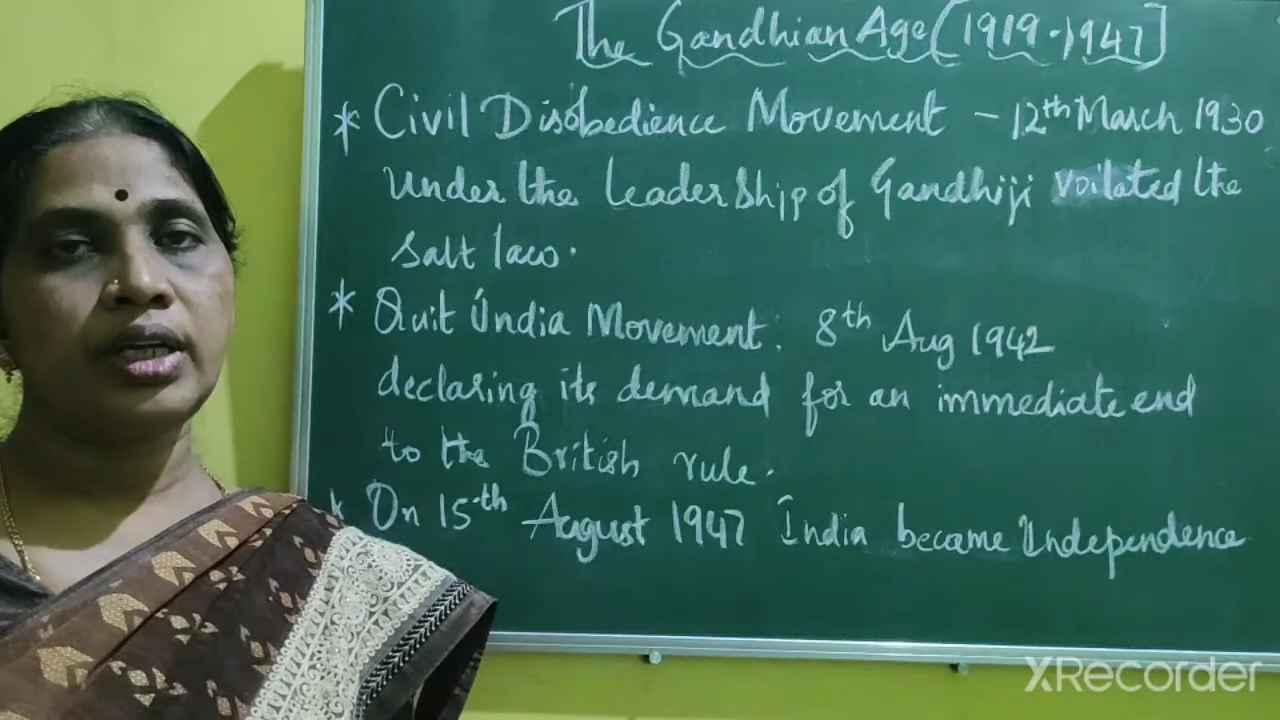 The Gandhian Age (1919-1947]
* Civil Disobedience Movement - 12th March 1930
under the leadership of Gandhiji voilated the
salt law.
* Quit India Movement: 8th Aug 1942
declaring its demand for an immediate end
to the British rule.
* On 15th August 1947 India became Independence
XRecorder